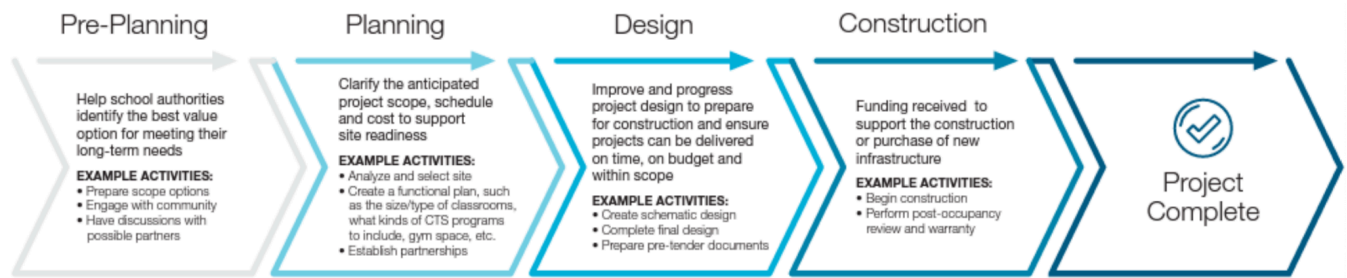 Pre-Planning
Help school authorities
identify the best value
option for meeting their
long-term needs
EXAMPLE ACTIVITIES:
• Prepare scope options
• Engage with community
• Have discussions with
possible partners
Planning
Clarify the anticipated
project scope, schedule
and cost to support
site readiness
EXAMPLE ACTIVITIES:
• Analyze and select site
• Create a functional plan, such
as the size/type of classrooms,
what kinds of CTS programs
to include, gym space, etc.
• Establish partnerships
Design
Improve and progress
project design to prepare
for construction and ensure
projects can be delivered
on time, on budget and
within scope
EXAMPLE ACTIVITIES:
• Create schematic design
• Complete final design
• Prepare pre-tender documents
Construction
Funding received to
support the construction
or purchase of new
infrastructure
EXAMPLE ACTIVITIES:
• Begin construction
• Perform post-occupancy
review and warranty
Project
Complete